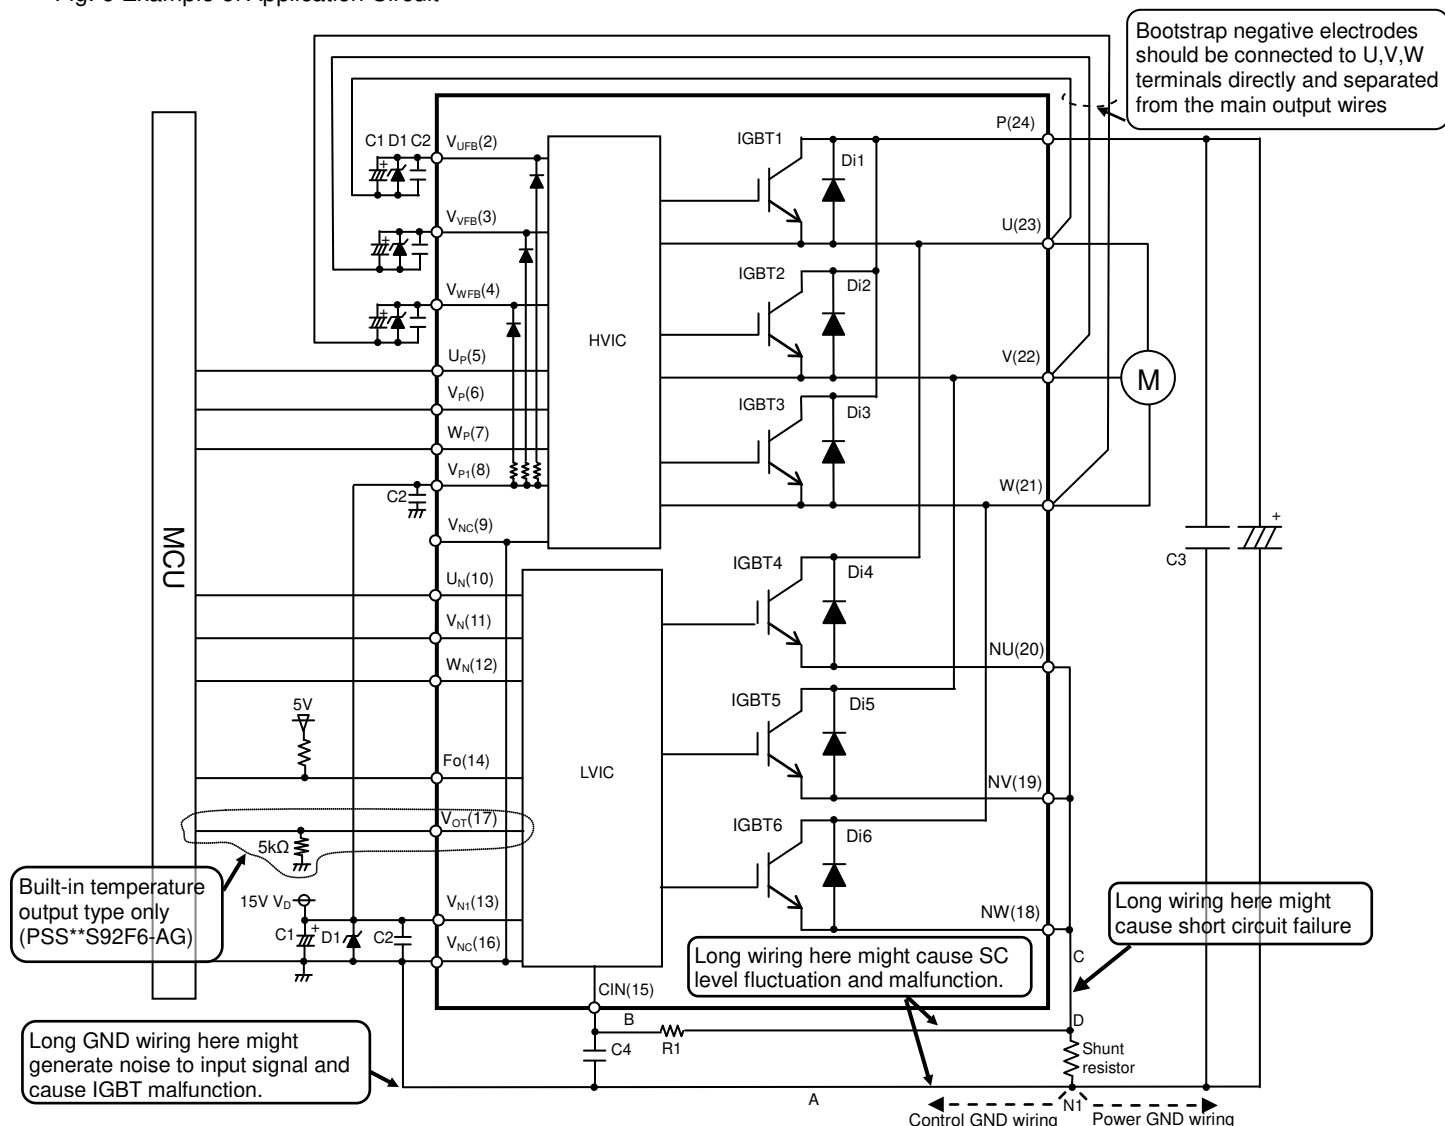 Fig. 3 Example of Application Circuit
Bootstrap negative electrodes
should be connected to U,V,W
terminals directly and separated
from the main output wires
MCU
C1 D1 C2
VUFB(2)
VVFB(3)
VWFB(4)
UP(5)
VP(6)
WP(7)
VP1(8)
C2
VNC(9)
HVIC
IGBT1
Di1
IGBT2
Di2
IGBT3
Di3
P(24)
U(23)
V(22)
W(21)
M
C3
+
UN(10)
VN(11)
WN(12)
5V
Fo(14)
VOT(17)
5kΩ
LVIC
IGBT4
Di4
IGBT5
Di5
IGBT6
Di6
NU(20)
NV(19)
NW(18)
Built-in temperature
output type only
(PSS**S92F6-AG)
15V VD
C1 + D1 C2
VN1(13)
VNC(16)
CIN(15)
Long wiring here might cause SC
level fluctuation and malfunction.
Long wiring here might
cause short circuit failure
C
B
D
R1
C4
Shunt
resistor
Long GND wiring here might
generate noise to input signal and
cause IGBT malfunction.
A
N1
Control GND wiring
Power GND wiring